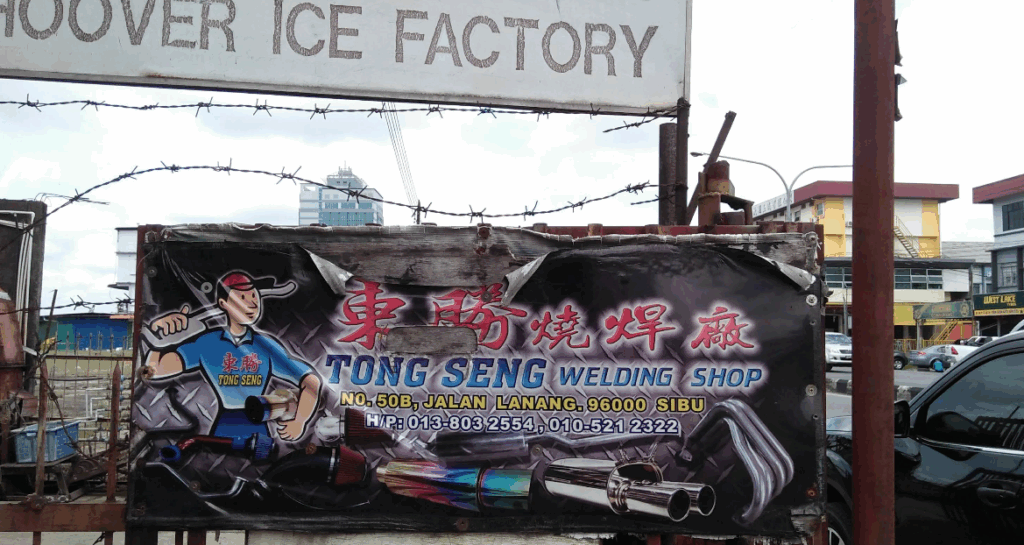 HOOVER ICE FACTORY
東勝燒焊廠
東勝
TONG SENG
TONG SENG WELDING SHOP
NO. 50B, JALAN LANANG. 96000 SIBU
H/P: 013-803 2554 , 010-521 2322